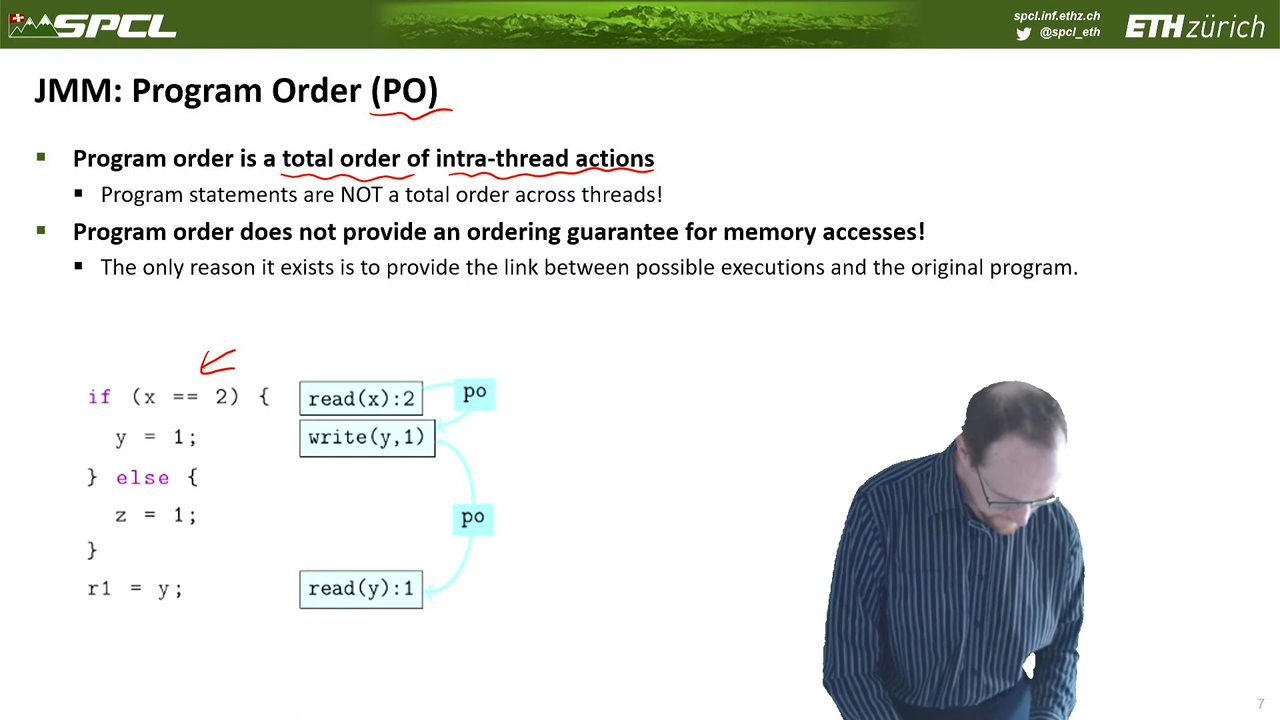 SPCL
spcl.inf.ethz.ch
@spcl_eth
ETH zürich
JMM: Program Order (PO)
Program order is a total order of intra-thread actions
Program statements are NOT a total order across threads!
Program order does not provide an ordering guarantee for memory accesses!
The only reason it exists is to provide the link between possible executions and the original program.
if (x == 2) { read(x):2 po
y = 1; write(y,1)
} else {
z = 1; po
}
r1 = y; read(y):1
7